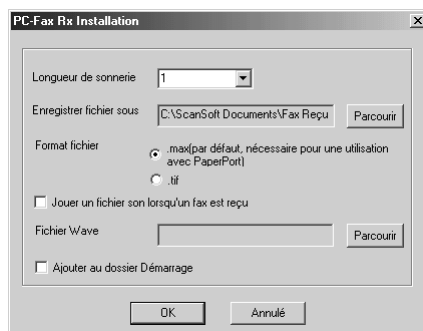 PC-Fax Rx Installation
Longueur de sonnerie 1
Enregistrer fichier sous C:\ScanSoft Documents\Fax Reçu Parcourir
Format fichier .max(par défaut, nécessaire pour une utilisation
avec PaperPort)
.tif
Jouer un fichier son lorsqu'un fax est reçu
Fichier Wave Parcourir
Ajouter au dossier Démarrage
OK Annulé